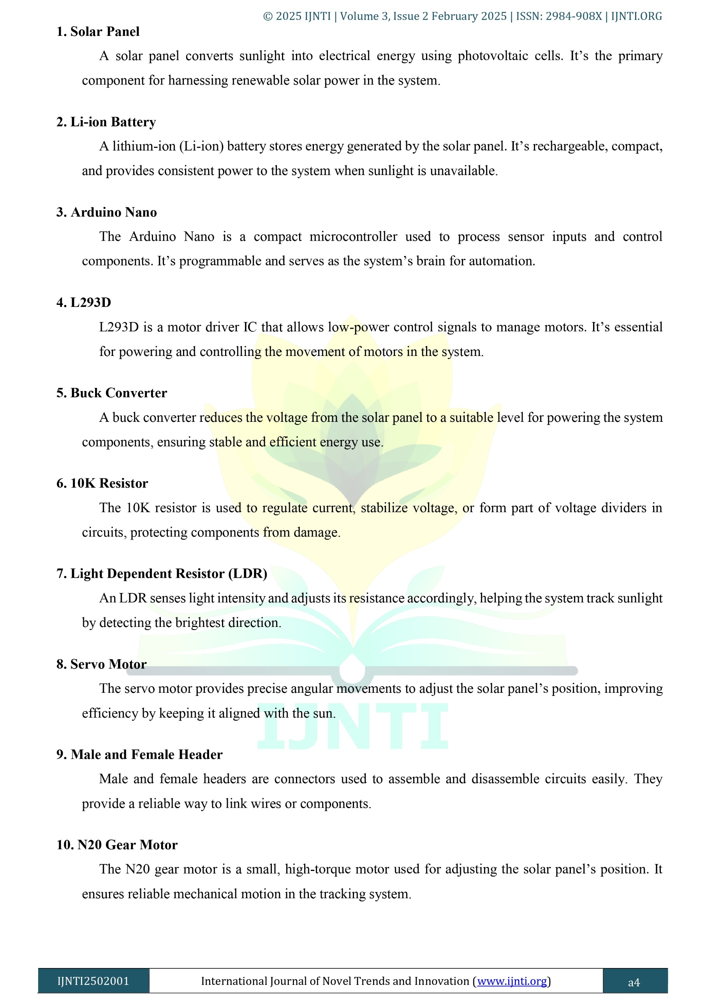 © 2025 IJNTI | Volume 3, Issue 2 February 2025 | ISSN: 2984-908X | IJNTI.ORG
1. Solar Panel
A solar panel converts sunlight into electrical energy using photovoltaic cells. It’s the primary
component for harnessing renewable solar power in the system.
2. Li-ion Battery
A lithium-ion (Li-ion) battery stores energy generated by the solar panel. It’s rechargeable, compact,
and provides consistent power to the system when sunlight is unavailable.
3. Arduino Nano
The Arduino Nano is a compact microcontroller used to process sensor inputs and control
components. It’s programmable and serves as the system’s brain for automation.
4. L293D
L293D is a motor driver IC that allows low-power control signals to manage motors. It’s essential
for powering and controlling the movement of motors in the system.
5. Buck Converter
A buck converter reduces the voltage from the solar panel to a suitable level for powering the system
components, ensuring stable and efficient energy use.
6. 10K Resistor
The 10K resistor is used to regulate current, stabilize voltage, or form part of voltage dividers in
circuits, protecting components from damage.
7. Light Dependent Resistor (LDR)
An LDR senses light intensity and adjusts its resistance accordingly, helping the system track sunlight
by detecting the brightest direction.
8. Servo Motor
The servo motor provides precise angular movements to adjust the solar panel’s position, improving
efficiency by keeping it aligned with the sun.
IJNTI
9. Male and Female Header
Male and female headers are connectors used to assemble and disassemble circuits easily. They
provide a reliable way to link wires or components.
10. N20 Gear Motor
The N20 gear motor is a small, high-torque motor used for adjusting the solar panel’s position. It
ensures reliable mechanical motion in the tracking system.
IJNTI2502001 International Journal of Novel Trends and Innovation (www.ijnti.org) a4